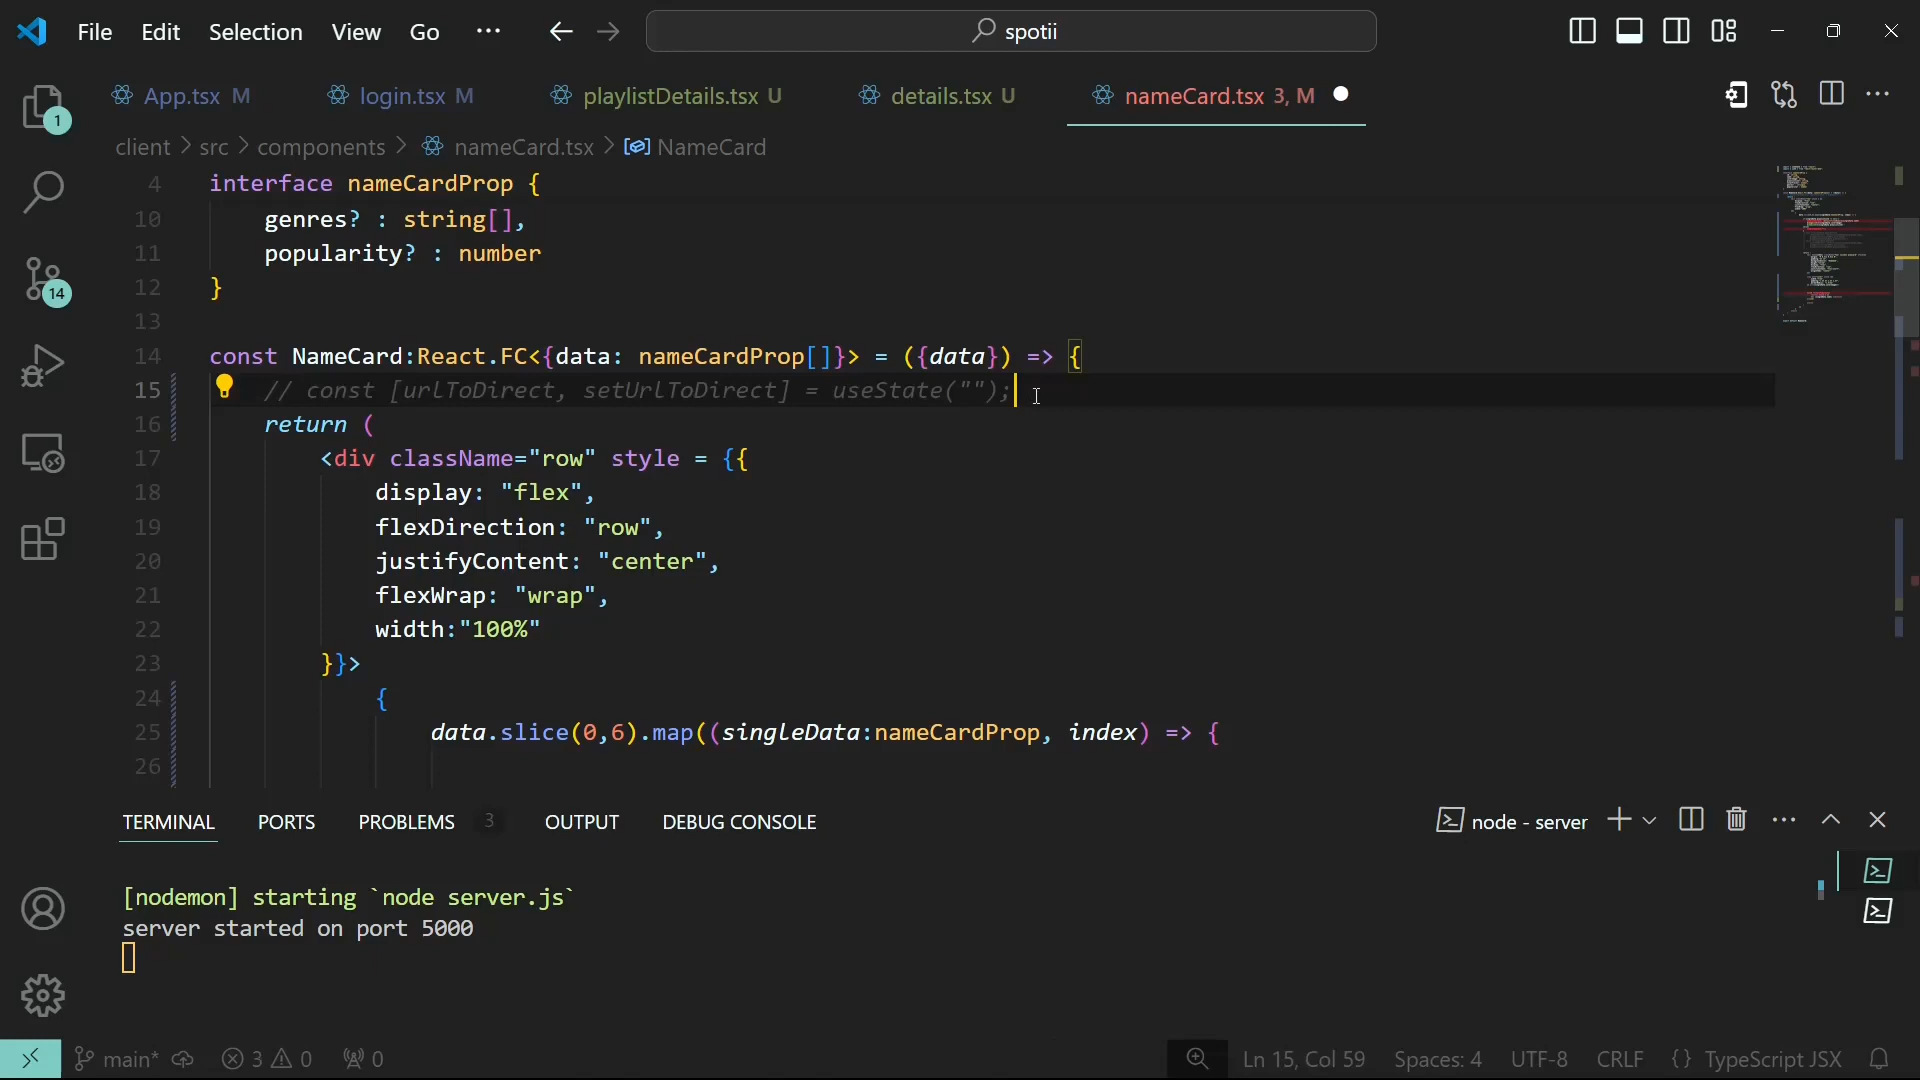 File Edit Selection View Go ··· spotii
App.tsx M login.tsx M playlistDetails.tsx U details.tsx U nameCard.tsx 3, M
client > src > components > nameCard.tsx > NameCard
4 interface nameCardProp {
10 genres? : string[],
11 popularity? : number
12 }
13
14 const NameCard:React.FC<{data: nameCardProp[]}> = ({data}) => {
15 // const [urlToDirect, setUrlToDirect] = useState("");
16 return (
17 <div className="row" style = {{
18 display: "flex",
19 flexDirection: "row",
20 justifyContent: "center",
21 flexWrap: "wrap",
22 width:"100%"
23 }}>
24 {
25 data.slice(0,6).map((singleData:nameCardProp, index) => {
26
1
14
TERMINAL PORTS PROBLEMS 3 OUTPUT DEBUG CONSOLE node - server
[nodemon] starting `node server.js`
server started on port 5000
main* 3 0 0 Ln 15, Col 59 Spaces: 4 UTF-8 CRLF {} TypeScript JSX